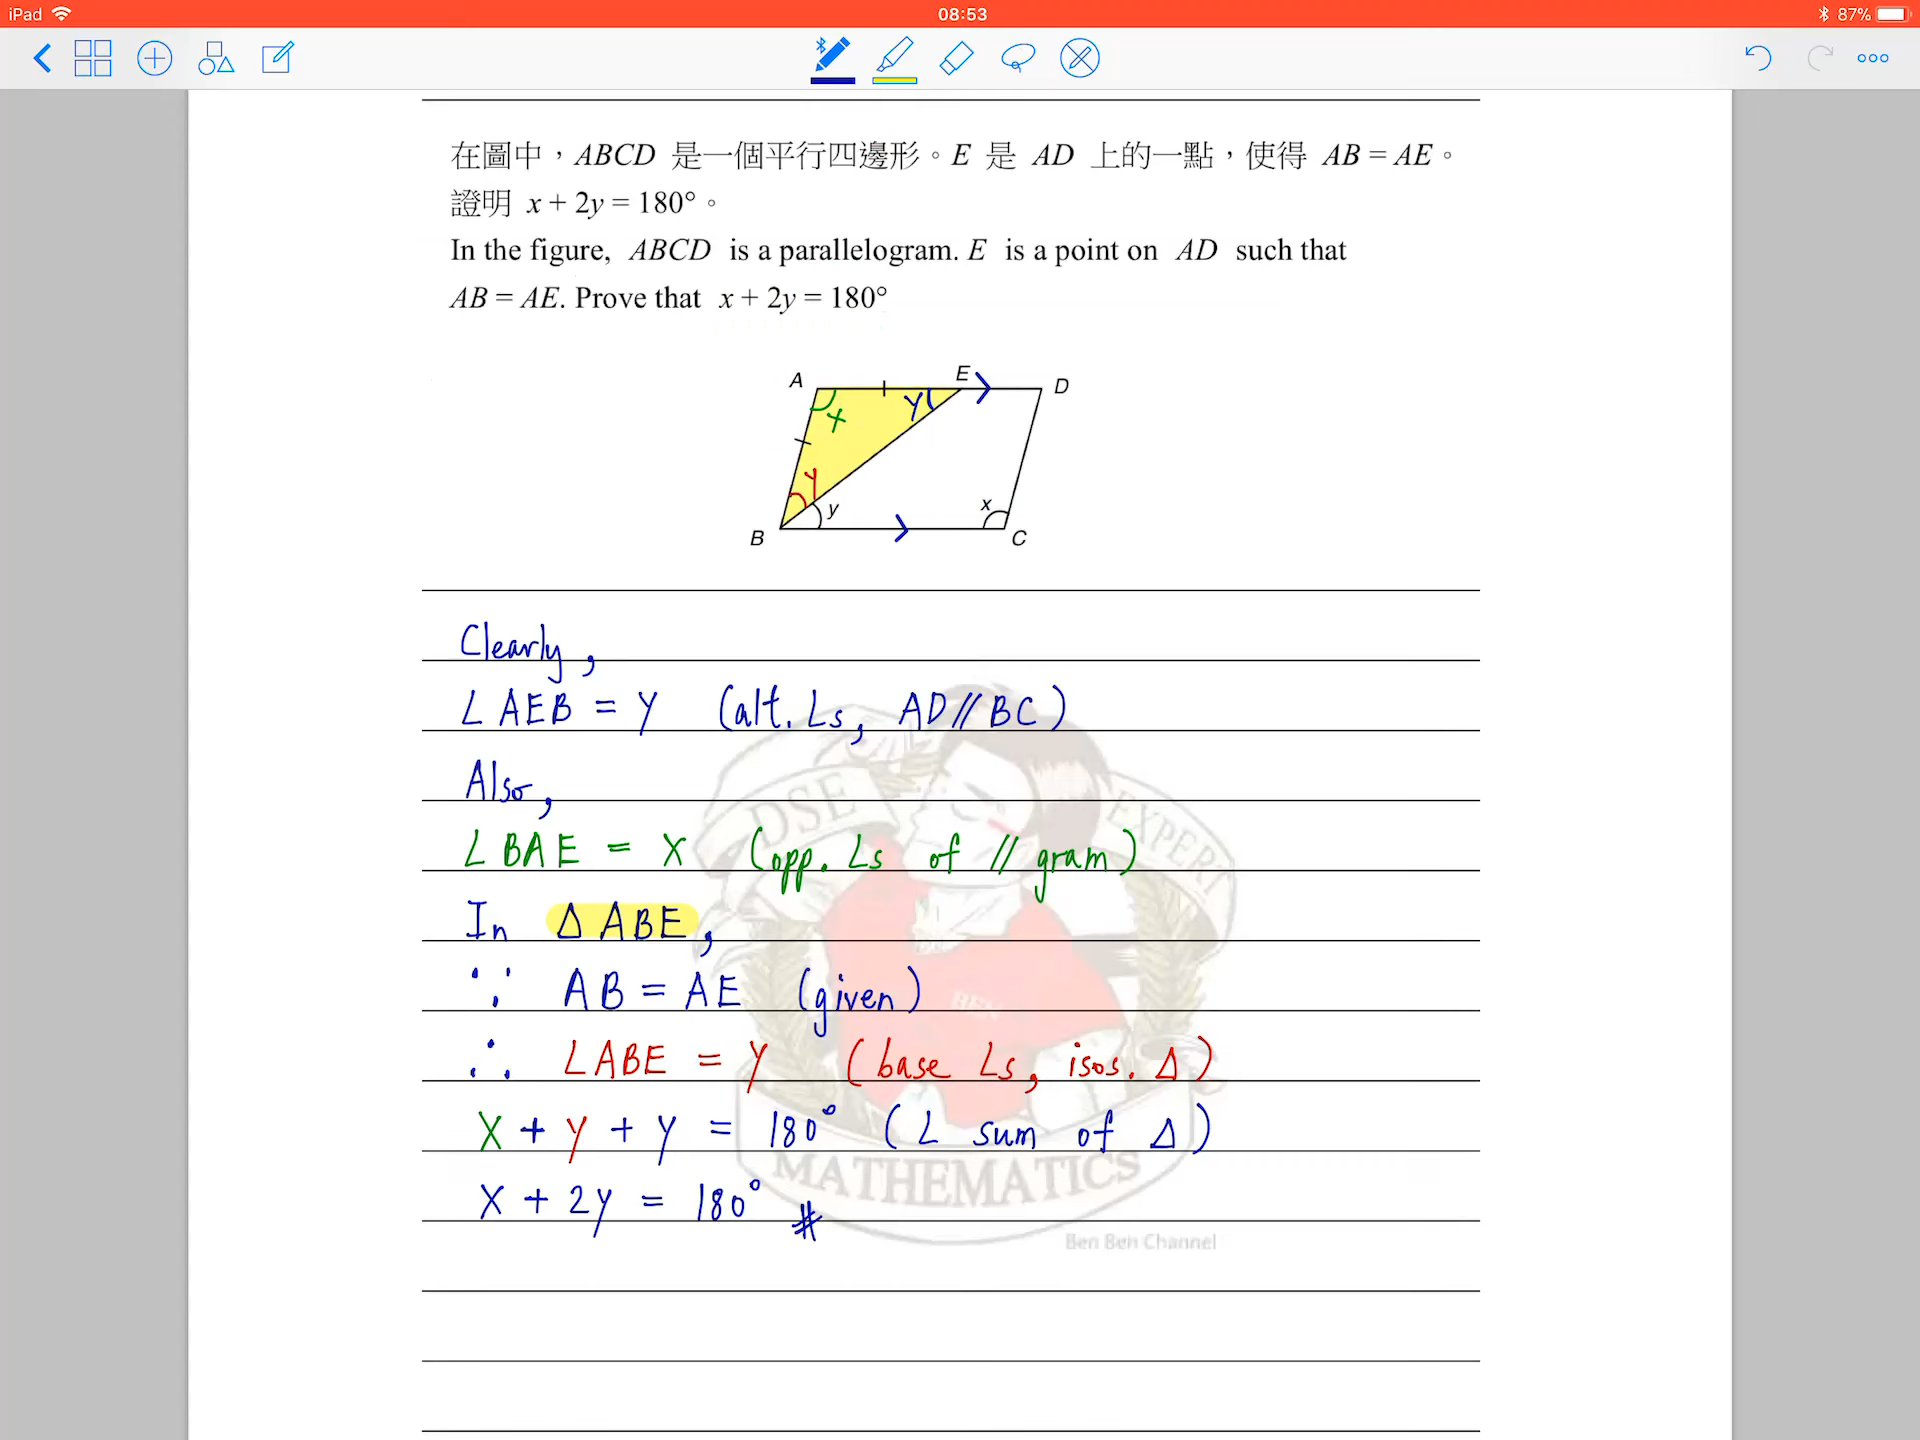 iPad 08:53 87%
在圖中，ABCD 是一個平行四邊形。E 是 AD 上的一點，使得 AB = AE。
證明 x + 2y = 180°。
In the figure, ABCD is a parallelogram. E is a point on AD such that
AB = AE. Prove that x + 2y = 180°
A E D
x y
y
y x
B C
Clearly,
∠AEB = y (alt. ∠s, AD // BC)
Also,
∠BAE = x (opp. ∠s of // gram)
In Δ ABE,
∵ AB = AE (given)
∴ ∠ABE = y (base ∠s, isos. Δ)
x + y + y = 180° (∠ sum of Δ)
x + 2y = 180° #
DSE EXPERT
BEN
MATHEMATICS
Ben Ben Channel